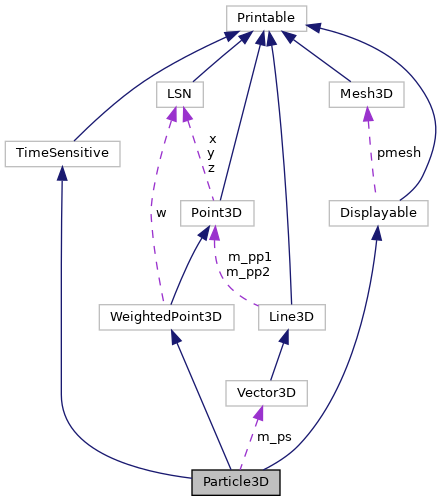 Printable
LSN
Mesh3D
x
y
z
TimeSensitive
pmesh
w
Point3D
Displayable
m_pp1
m_pp2
WeightedPoint3D
Line3D
Vector3D
m_ps
Particle3D